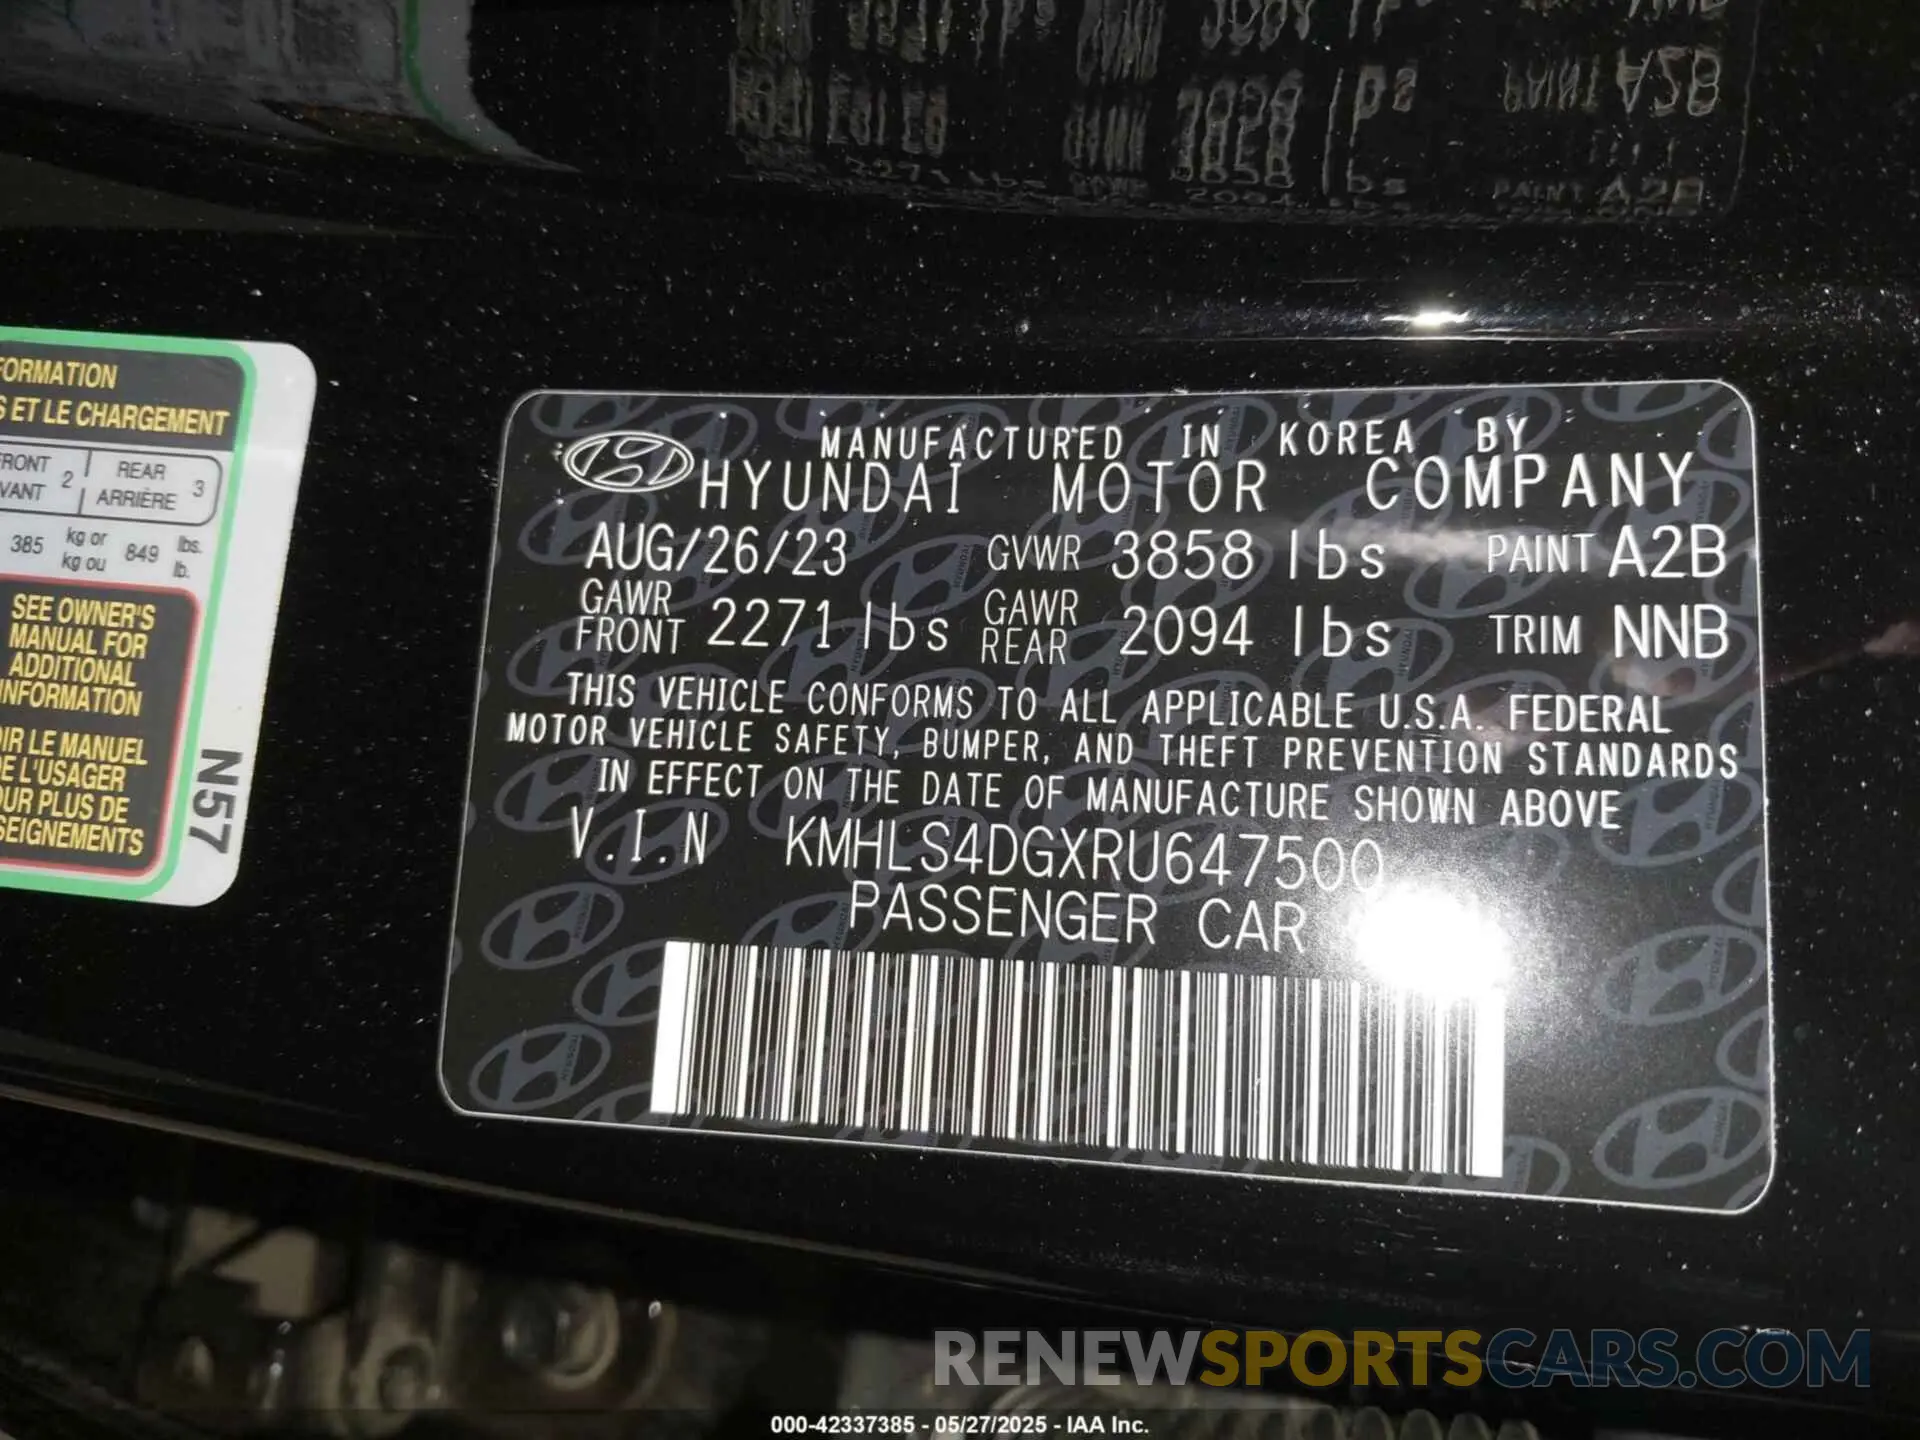 FORMATION
S ET LE CHARGEMENT
FRONT 2 REAR 3
VANT ARRIÈRE
385 kg or 849 lbs.
kg ou lb.
SEE OWNER'S
MANUAL FOR
ADDITIONAL
INFORMATION
OIR LE MANUEL
DE L'USAGER
OUR PLUS DE
SEIGNEMENTS
N57
MANUFACTURED IN KOREA BY
HYUNDAI MOTOR COMPANY
AUG/26/23 GVWR 3858 lbs PAINT A2B
GAWR FRONT 2271 lbs GAWR REAR 2094 lbs TRIM NNB
THIS VEHICLE CONFORMS TO ALL APPLICABLE U.S.A. FEDERAL
MOTOR VEHICLE SAFETY, BUMPER, AND THEFT PREVENTION STANDARDS
IN EFFECT ON THE DATE OF MANUFACTURE SHOWN ABOVE
V.I.N KMHLS4DGXRU647500
PASSENGER CAR
RENEWSPORTSCARS.COM
000-42337385 - 05/27/2025 - IAA Inc.